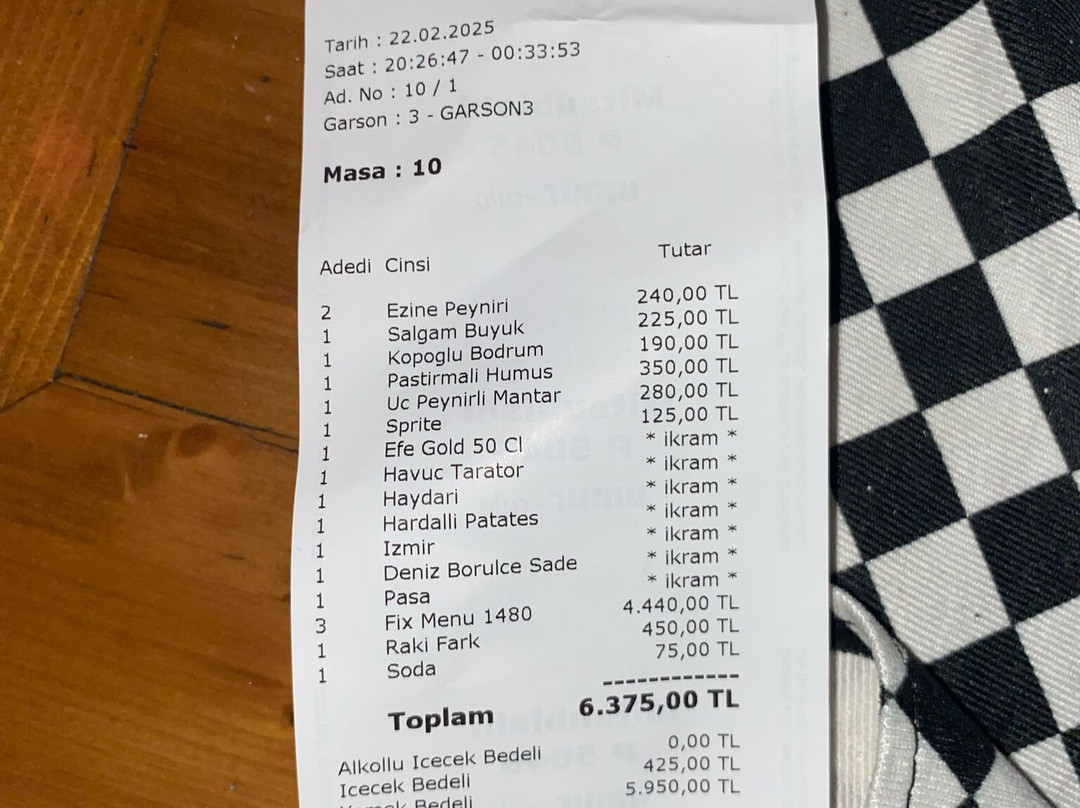 Tarih : 22.02.2025
Saat : 20:26:47 - 00:33:53
Ad. No : 10 / 1
Garson : 3 - GARSON3
Masa : 10
Adedi Cinsi Tutar
2 Ezine Peyniri 240,00 TL
1 Salgam Buyuk 225,00 TL
1 Kopoglu Bodrum 190,00 TL
1 Pastirmali Humus 350,00 TL
1 Uc Peynirli Mantar 280,00 TL
1 Sprite 125,00 TL
1 Efe Gold 50 Cl * ikram *
1 Havuc Tarator * ikram *
1 Haydari * ikram *
1 Hardalli Patates * ikram *
1 Izmir * ikram *
1 Deniz Borulce Sade * ikram *
1 Pasa * ikram *
3 Fix Menu 1480 4.440,00 TL
1 Raki Fark 450,00 TL
1 Soda 75,00 TL
------------
Toplam 6.375,00 TL
Alkollu Icecek Bedeli 0,00 TL
Icecek Bedeli 425,00 TL
Yemek Bedeli 5.950,00 TL